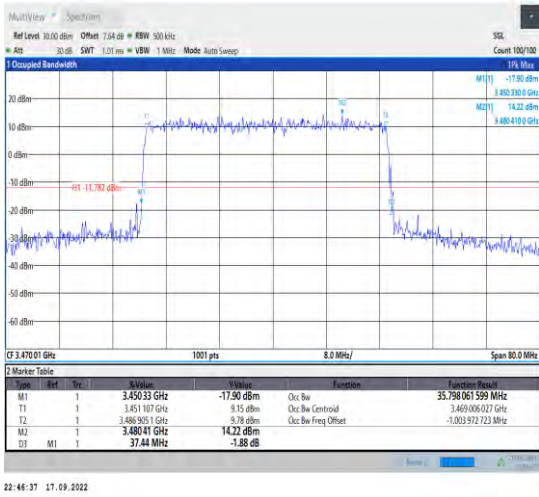 MultiView Spectrum
Ref Level 30.00 dBm Offset 7.64 dB RBW 500 kHz SGL
Att 30 dB SWT 1.01 ms VBW 1 MHz Mode Auto Sweep Count 100/100
1 Occupied Bandwidth 1Pk Max
M1[1] -17.90 dBm
3.450 330 0 GHz
M2[1] 14.22 dBm
3.480 410 0 GHz
20 dBm
M2
T1
10 dBm
0 dBm
-10 dBm
H1 -11.782 dBm
M1
-20 dBm
-30 dBm
-40 dBm
-50 dBm
-60 dBm
CF 3.470 01 GHz 1001 pts 8.0 MHz/ Span 80.0 MHz
2 Marker Table
Type Ref Trc X-Value Y-Value Function Function Result
M1 1 3.450 33 GHz -17.90 dBm Occ Bw 35.798 061 599 MHz
T1 1 3.451 107 GHz 9.15 dBm Occ Bw Centroid 3.469 006 027 GHz
T2 1 3.486 905 1 GHz 9.78 dBm Occ Bw Freq Offset -1.003 972 723 MHz
M2 1 3.480 41 GHz 14.22 dBm
D3 M1 1 37.44 MHz -1.88 dB
22:46:37 17.09.2022